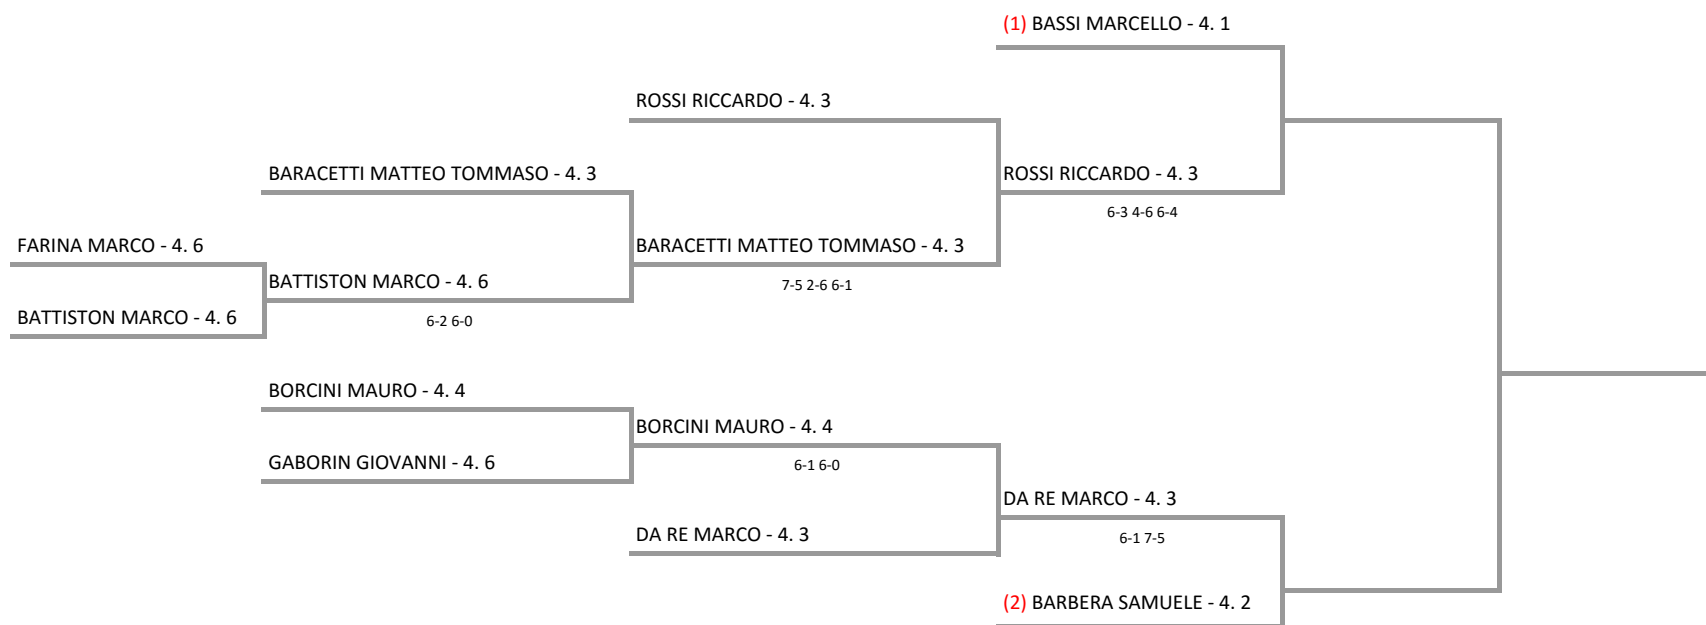 (1) BASSI MARCELLO - 4. 1
ROSSI RICCARDO - 4. 3
BARACETTI MATTEO TOMMASO - 4. 3
ROSSI RICCARDO - 4. 3
6-3 4-6 6-4
FARINA MARCO - 4. 6
BARACETTI MATTEO TOMMASO - 4. 3
BATTISTON MARCO - 4. 6
7-5 2-6 6-1
BATTISTON MARCO - 4. 6
6-2 6-0
BORCINI MAURO - 4. 4
BORCINI MAURO - 4. 4
GABORIN GIOVANNI - 4. 6
6-1 6-0
DA RE MARCO - 4. 3
DA RE MARCO - 4. 3
6-1 7-5
(2) BARBERA SAMUELE - 4. 2